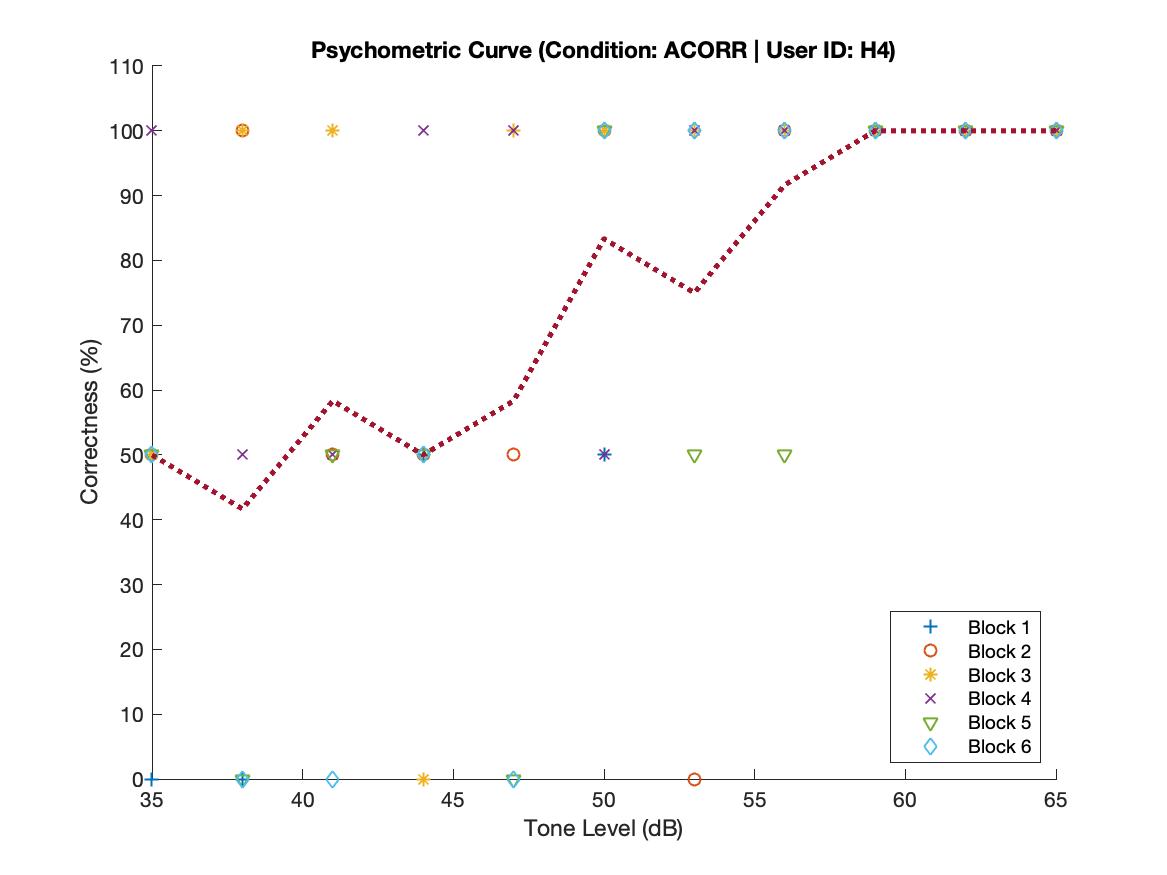 Psychometric Curve (Condition: ACORR | User ID: H4)
110
100
90
80
70
60
50
40
30
20
10
0
Correctness (%)
35 40 45 50 55 60 65
Tone Level (dB)
Block 1
Block 2
Block 3
Block 4
Block 5
Block 6